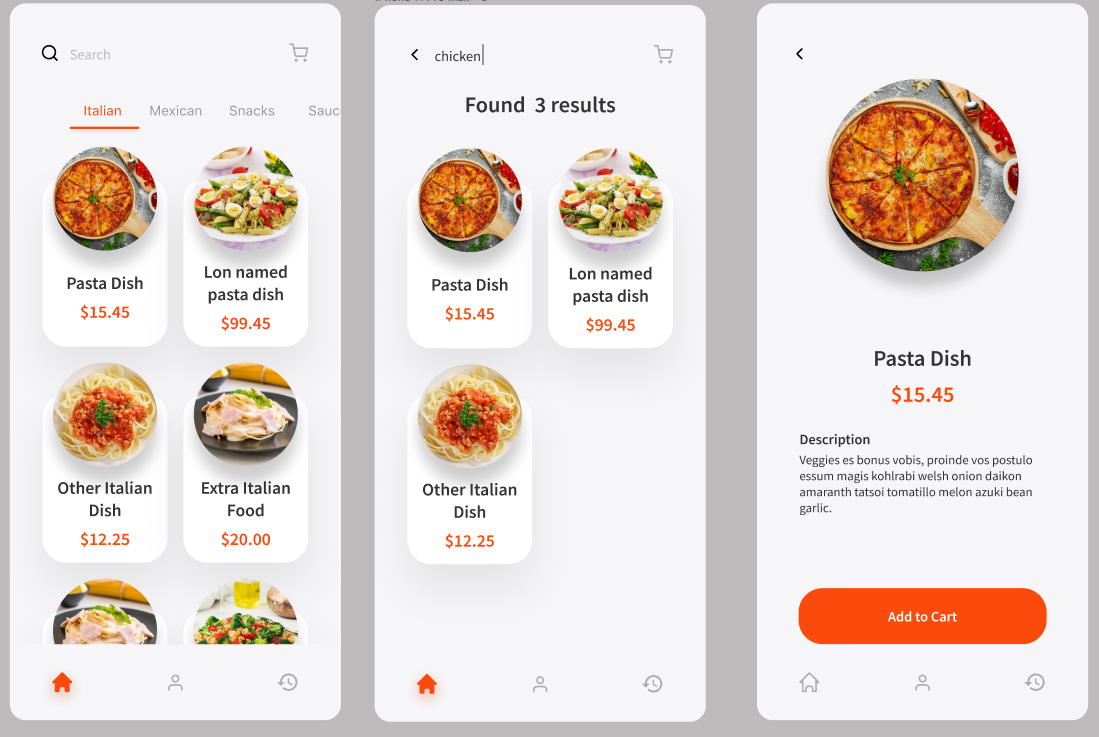 Search
Italian Mexican Snacks Sauc
Pasta Dish
$15.45
Lon named
pasta dish
$99.45
Other Italian
Dish
$12.25
Extra Italian
Food
$20.00
chicken
Found 3 results
Pasta Dish
$15.45
Lon named
pasta dish
$99.45
Other Italian
Dish
$12.25
Pasta Dish
$15.45
Description
Veggies es bonus vobis, proinde vos postulo
essum magis kohlrabi welsh onion daikon
amaranth tatsoi tomatillo melon azuki bean
garlic.
Add to Cart